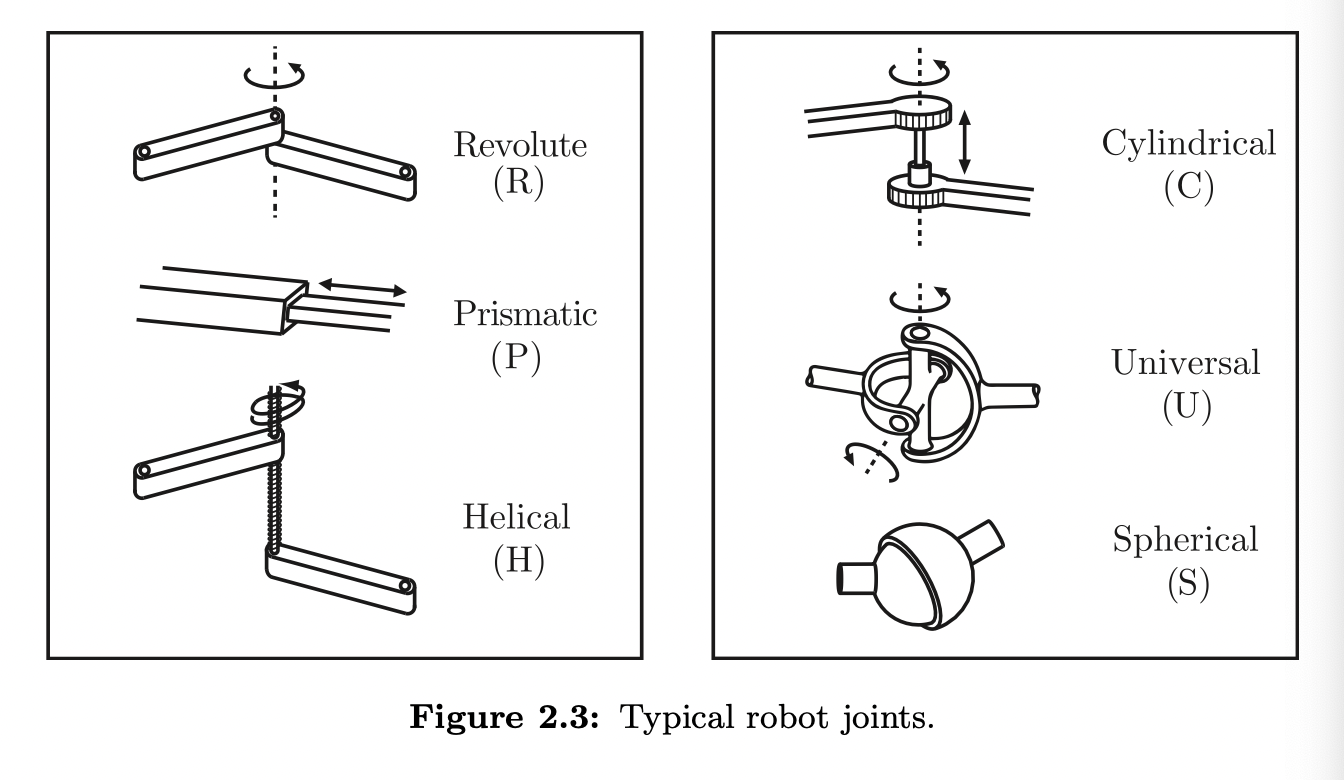 Revolute
(R)
Prismatic
(P)
Helical
(H)
Cylindrical
(C)
Universal
(U)
Spherical
(S)
Figure 2.3: Typical robot joints.